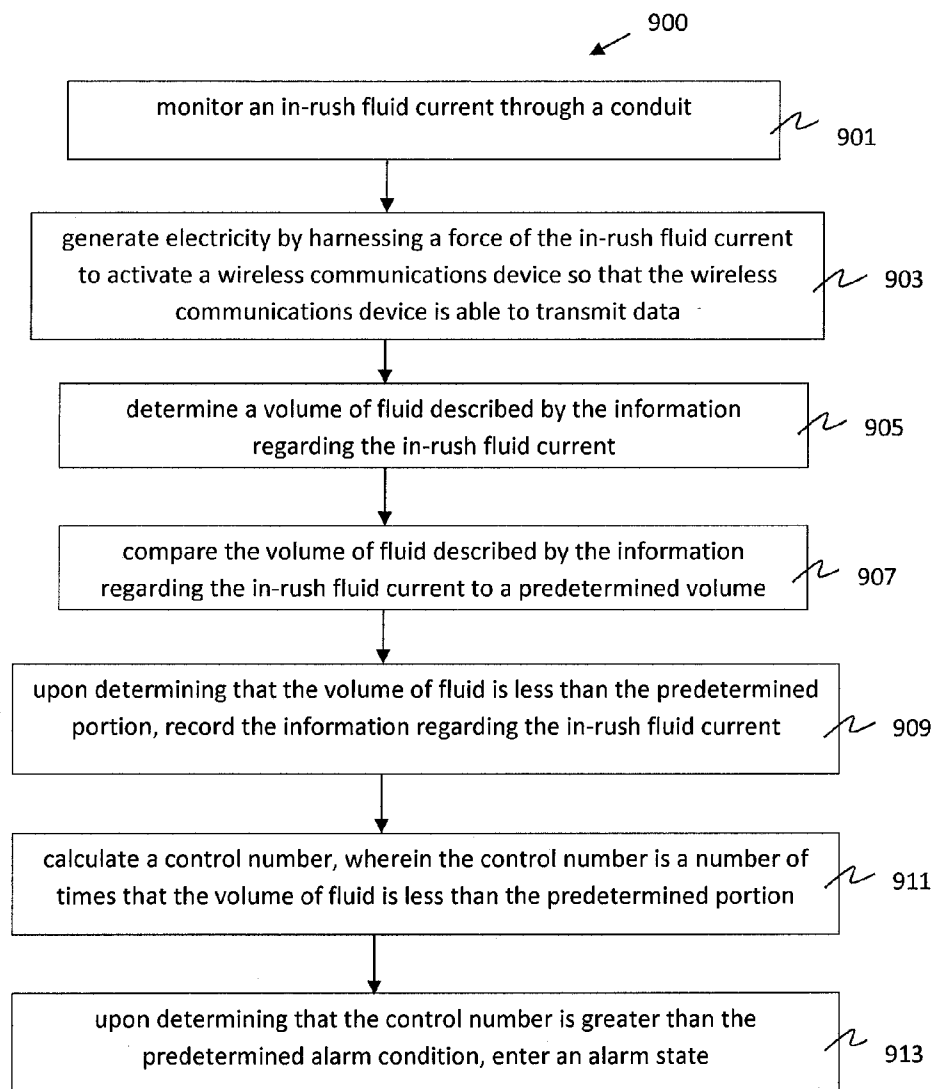 900
monitor an in-rush fluid current through a conduit
901
generate electricity by harnessing a force of the in-rush fluid current
to activate a wireless communications device so that the wireless
communications device is able to transmit data
903
determine a volume of fluid described by the information
regarding the in-rush fluid current
905
compare the volume of fluid described by the information
regarding the in-rush fluid current to a predetermined volume
907
upon determining that the volume of fluid is less than the predetermined
portion, record the information regarding the in-rush fluid current
909
calculate a control number, wherein the control number is a number of
times that the volume of fluid is less than the predetermined portion
911
upon determining that the control number is greater than the
predetermined alarm condition, enter an alarm state
913